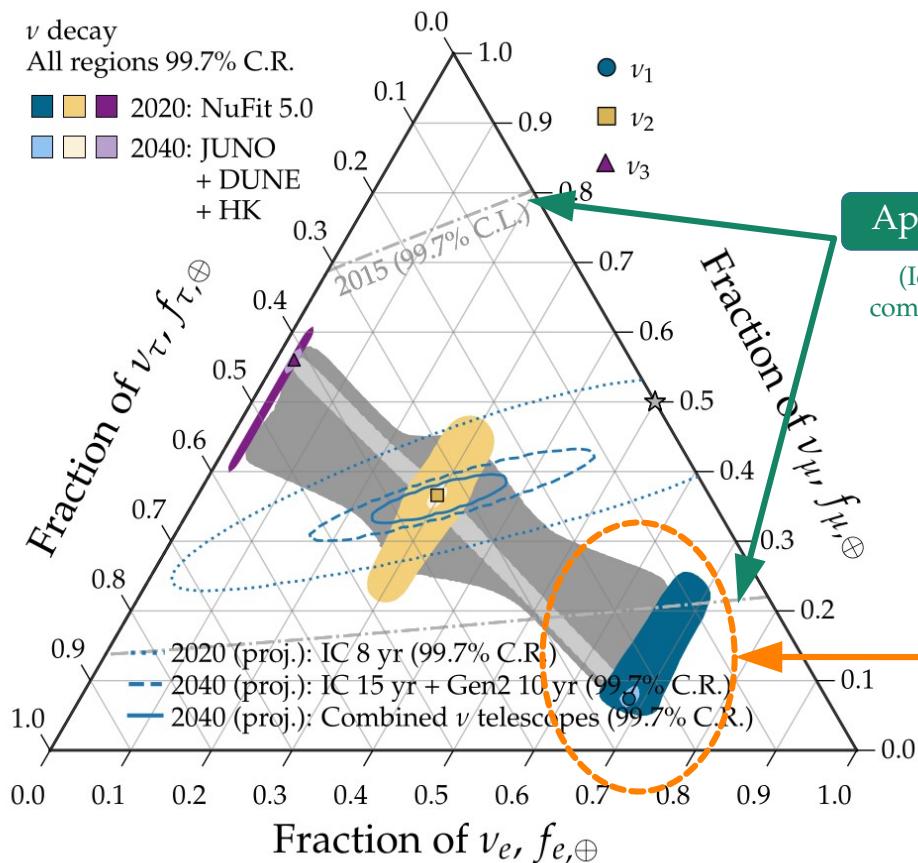 ν decay
All regions 99.7% C.R.
2020: NuFit 5.0
2040: JUNO
+ DUNE
+ HK
ν1
ν2
ν3
0.0
0.1
0.2
0.3
0.4
0.5
0.6
0.7
0.8
0.9
1.0
Fraction of ντ, fτ,⊕
1.0
0.9
0.8
0.7
0.6
0.5
0.4
0.3
0.2
0.1
0.0
Fraction of νμ, fμ,⊕
2015 (99.7% C.L.)
Ap
(Ic
com
2020 (proj.): IC 8 yr (99.7% C.R.)
2040 (proj.): IC 15 yr + Gen2 10 yr (99.7% C.R.)
2040 (proj.): Combined ν telescopes (99.7% C.R.)
0.0 0.1 0.2 0.3 0.4 0.5 0.6 0.7 0.8 0.9 1.0
Fraction of νe, fe,⊕